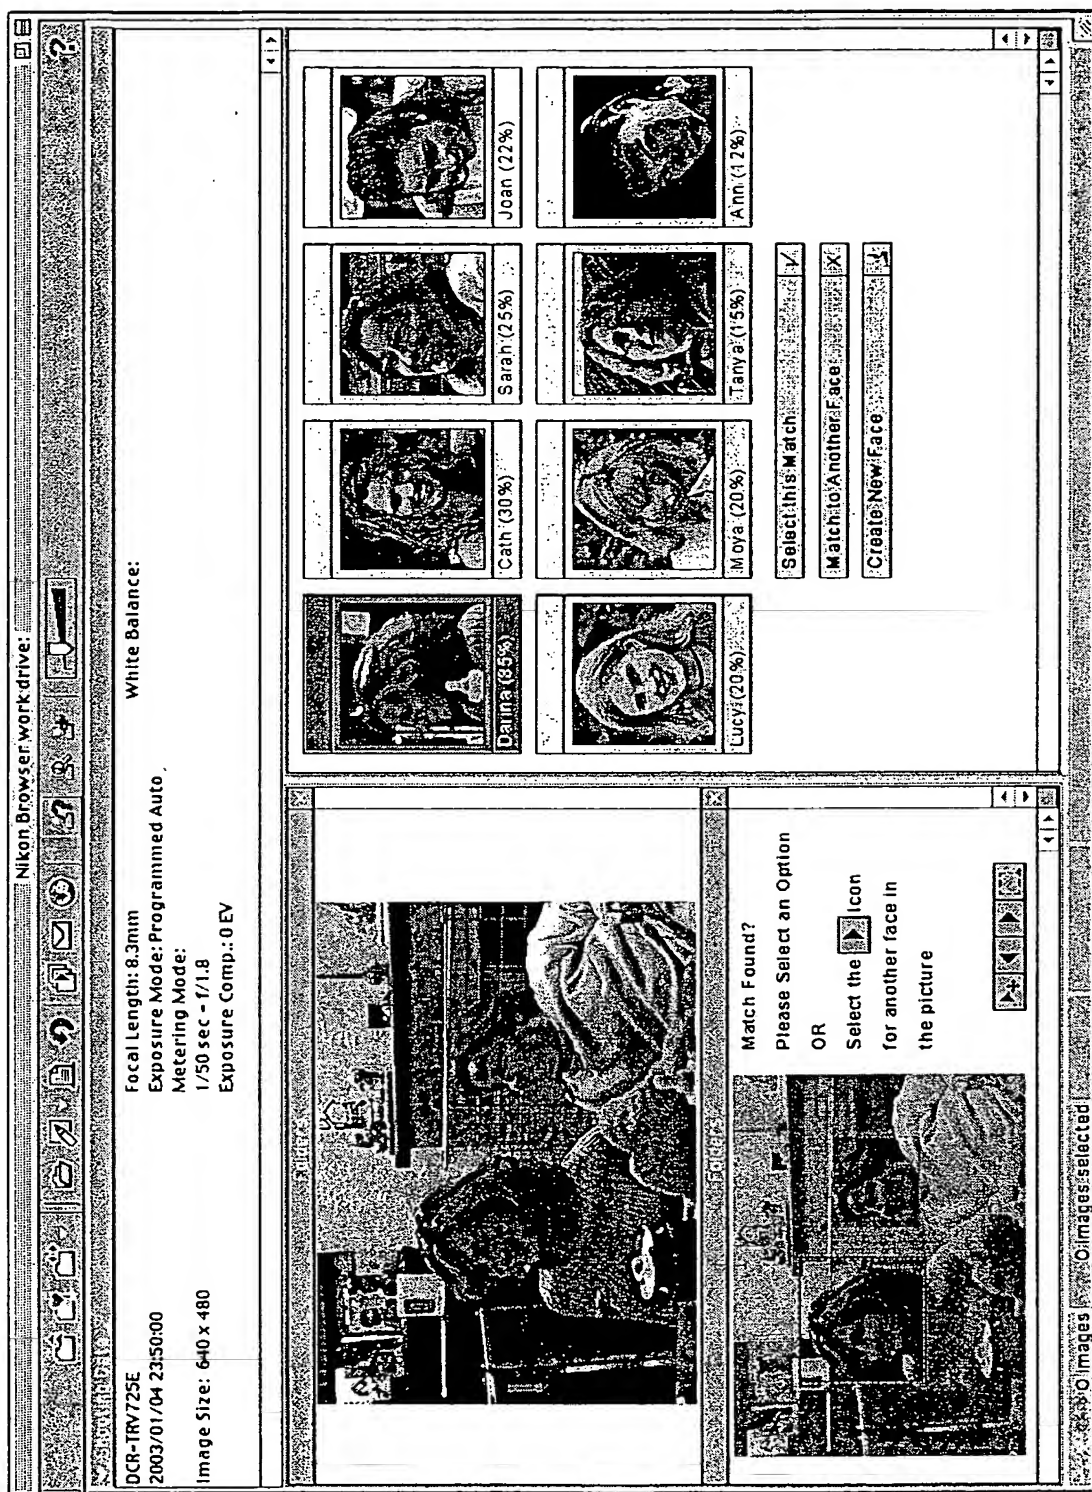 Nikon Browser work drive:
DCR-TRV725E
2003/01/04 23:50:00
Image Size: 640 x 480
Focal Length: 8.3mm
Exposure Mode: Programmed Auto
Metering Mode:
1/50 sec - f/1.8
Exposure Comp.: 0 EV
White Balance:
Match Found?
Please Select an Option
OR
Select the icon
for another face in
the picture
Cath (30%)
Sarah (25%)
Joan (22%)
Lucy (20%)
Moya (20%)
Tanya (15%)
Ann (12%)
Select this Match
Match to Another Face
Create New Face
0 Images 0 Images selected